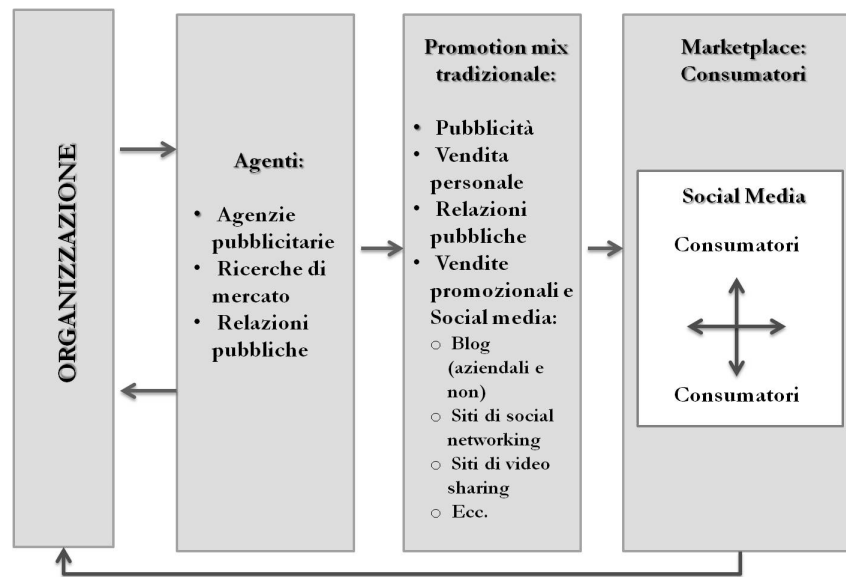 ORGANIZZAZIONE
Agenti:
• Agenzie
pubblicitarie
• Ricerche di
mercato
• Relazioni
pubbliche
Promotion mix
tradizionale:
• Pubblicità
• Vendita
personale
• Relazioni
pubbliche
• Vendite
promozionali e
Social media:
○ Blog
(aziendali e
non)
○ Siti di social
networking
○ Siti di video
sharing
○ Ecc.
Marketplace:
Consumatori
Social Media
Consumatori
Consumatori